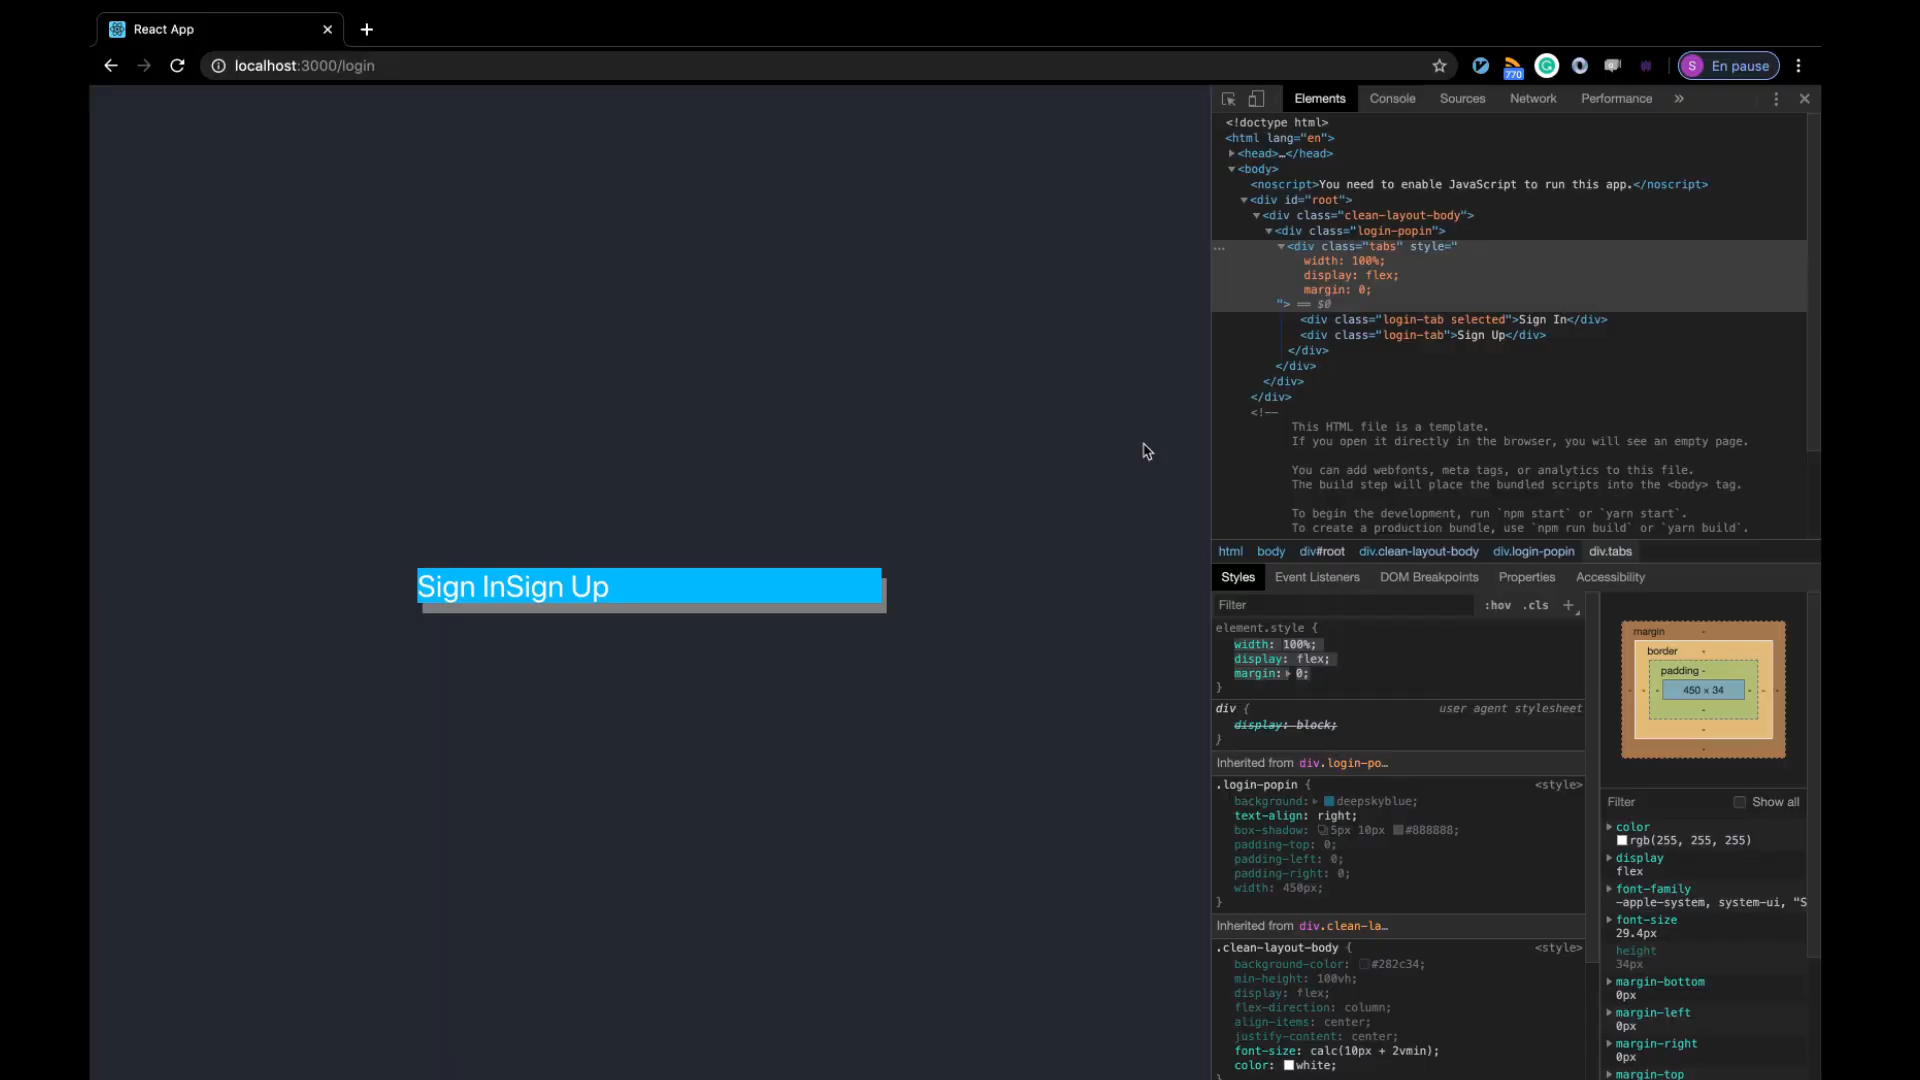 React App
localhost:3000/login
770
S
En pause
Sign InSign Up
Elements
Console
Sources
Network
Performance
<!doctype html>
<html lang="en">
<head>…</head>
<body>
<noscript>You need to enable JavaScript to run this app.</noscript>
<div id="root">
<div class="clean-layout-body">
<div class="login-popin">
<div class="tabs" style="
width: 100%;
display: flex;
margin: 0;
"> == $0
<div class="login-tab selected">Sign In</div>
<div class="login-tab">Sign Up</div>
</div>
</div>
</div>
</div>
<!--
This HTML file is a template.
If you open it directly in the browser, you will see an empty page.
You can add webfonts, meta tags, or analytics to this file.
The build step will place the bundled scripts into the <body> tag.
To begin the development, run `npm start` or `yarn start`.
To create a production bundle, use `npm run build` or `yarn build`.
html body div#root div.clean-layout-body div.login-popin div.tabs
Styles
Event Listeners
DOM Breakpoints
Properties
Accessibility
Filter
:hov .cls +
element.style {
width: 100%;
display: flex;
margin: 0;
}
div { user agent stylesheet
display: block;
}
Inherited from div.login-po…
.login-popin { <style>
background: deepskyblue;
text-align: right;
box-shadow: 5px 10px #888888;
padding-top: 0;
padding-left: 0;
padding-right: 0;
width: 450px;
}
Inherited from div.clean-la…
.clean-layout-body { <style>
background-color: #282c34;
min-height: 100vh;
display: flex;
flex-direction: column;
align-items: center;
justify-content: center;
font-size: calc(10px + 2vmin);
color: white;
}
margin -
border -
padding -
450 × 34
Filter
Show all
color
rgb(255, 255, 255)
display
flex
font-family
-apple-system, system-ui, "S
font-size
29.4px
height
34px
margin-bottom
0px
margin-left
0px
margin-right
0px
margin-top